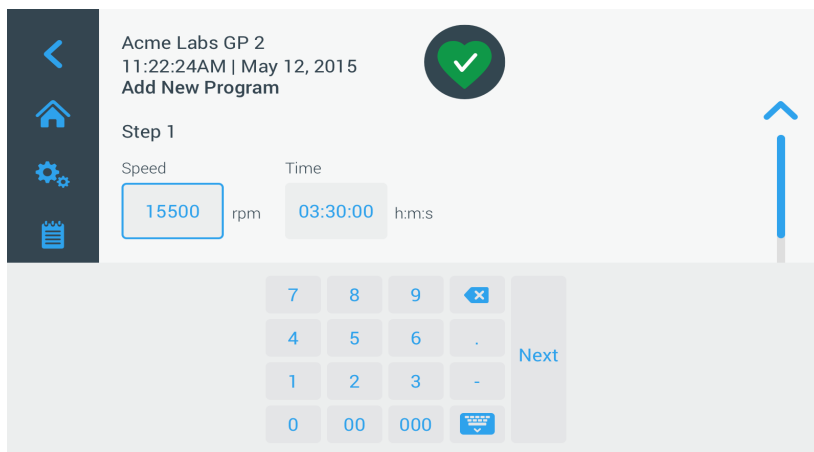 Acme Labs GP 2
11:22:24AM | May 12, 2015
Add New Program
Step 1
Speed Time
15500 rpm 03:30:00 h:m:s
7 8 9
4 5 6 .
Next
1 2 3 -
0 00 000